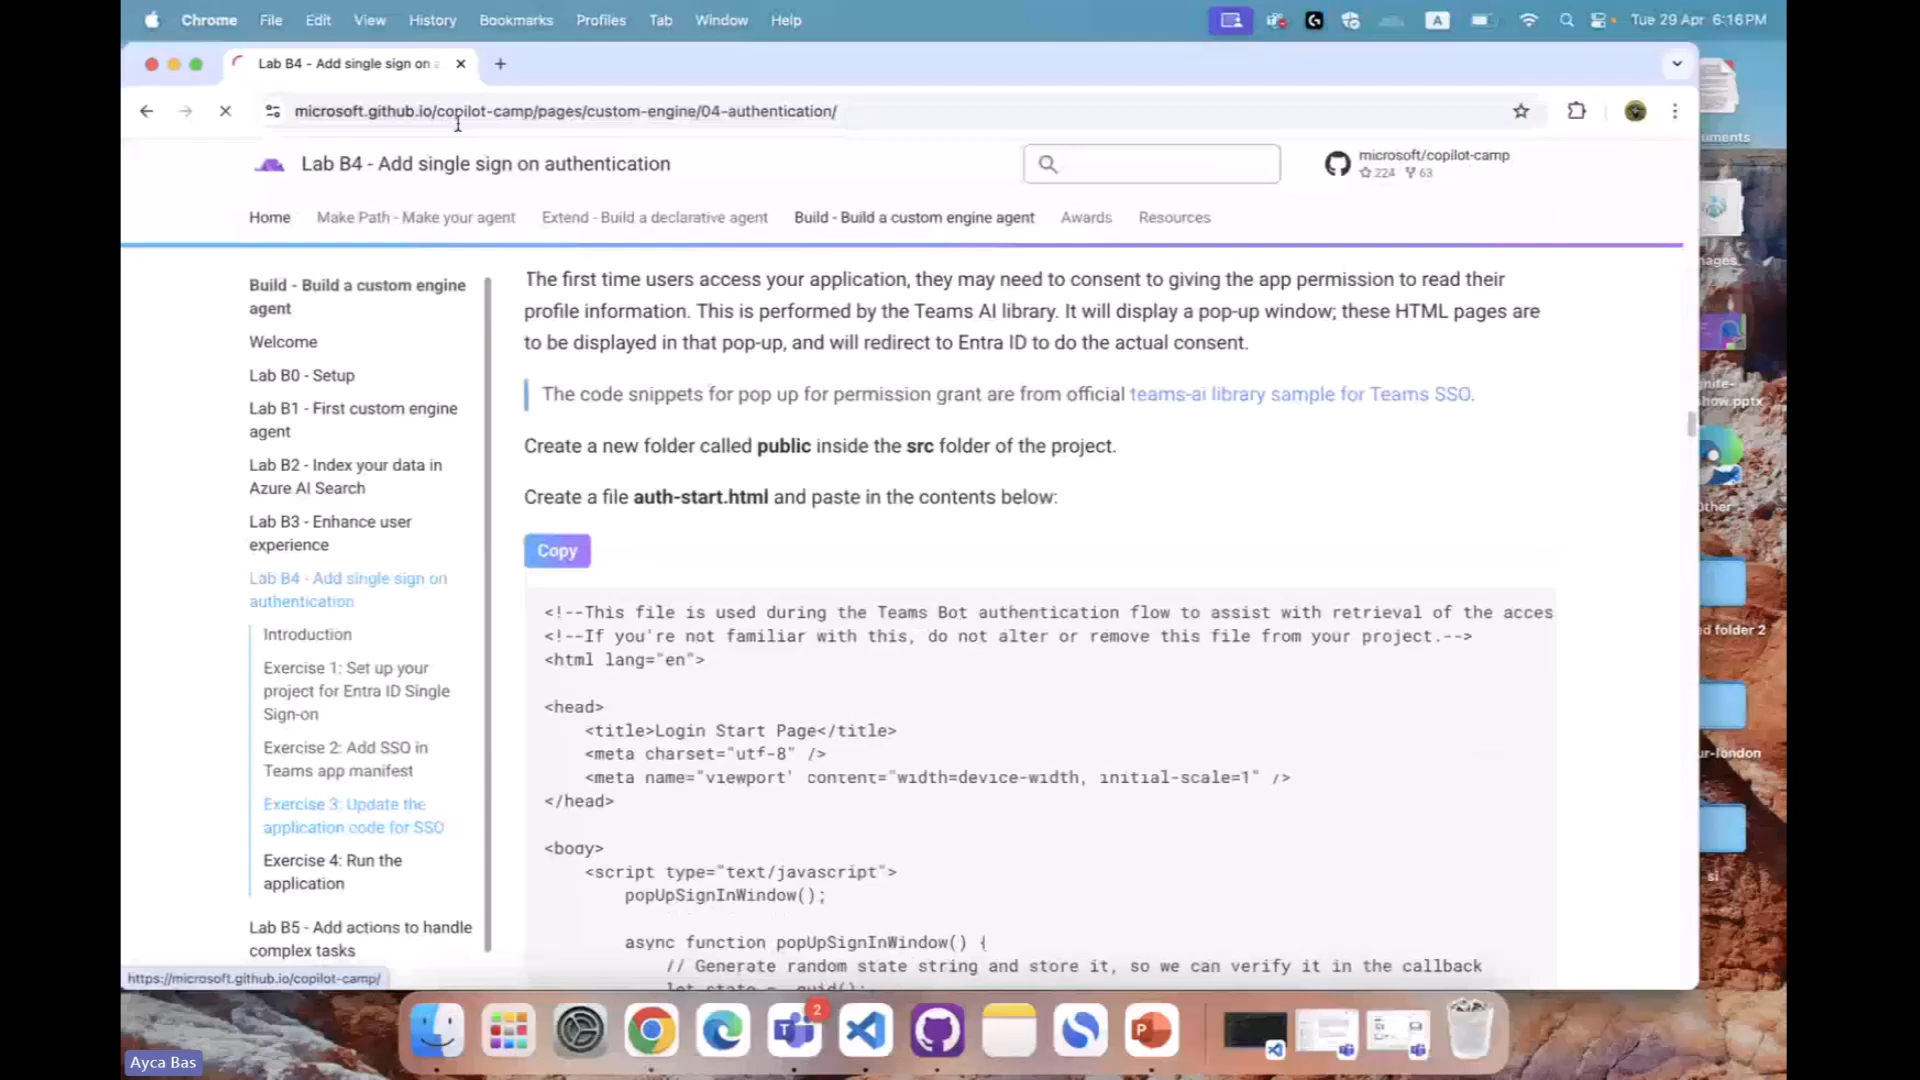 Chrome File Edit View History Bookmarks Profiles Tab Window Help A Tue 29 Apr 6:16PM
Lab B4 - Add single sign on a
microsoft.github.io/copilot-camp/pages/custom-engine/04-authentication/
Lab B4 - Add single sign on authentication
microsoft/copilot-camp
224 63
Home Make Path - Make your agent Extend - Build a declarative agent Build - Build a custom engine agent Awards Resources
Build - Build a custom engine
agent
Welcome
Lab B0 - Setup
Lab B1 - First custom engine
agent
Lab B2 - Index your data in
Azure AI Search
Lab B3 - Enhance user
experience
Lab B4 - Add single sign on
authentication
Introduction
Exercise 1: Set up your
project for Entra ID Single
Sign-on
Exercise 2: Add SSO in
Teams app manifest
Exercise 3: Update the
application code for SSO
Exercise 4: Run the
application
Lab B5 - Add actions to handle
complex tasks
https://microsoft.github.io/copilot-camp/
The first time users access your application, they may need to consent to giving the app permission to read their
profile information. This is performed by the Teams AI library. It will display a pop-up window; these HTML pages are
to be displayed in that pop-up, and will redirect to Entra ID to do the actual consent.
The code snippets for pop up for permission grant are from official teams-ai library sample for Teams SSO.
Create a new folder called public inside the src folder of the project.
Create a file auth-start.html and paste in the contents below:
Copy
<!--This file is used during the Teams Bot authentication flow to assist with retrieval of the acces
<!--If you're not familiar with this, do not alter or remove this file from your project.-->
<html lang="en">
<head>
<title>Login Start Page</title>
<meta charset="utf-8" />
<meta name="viewport" content="width=device-width, initial-scale=1" />
</head>
<body>
<script type="text/javascript">
popUpSignInWindow();
async function popUpSignInWindow() {
// Generate random state string and store it, so we can verify it in the callback
let state = guid();
uments
ages
nite-
how.pptx
other
d folder 2
ur-london
si
2
P
Ayca Bas